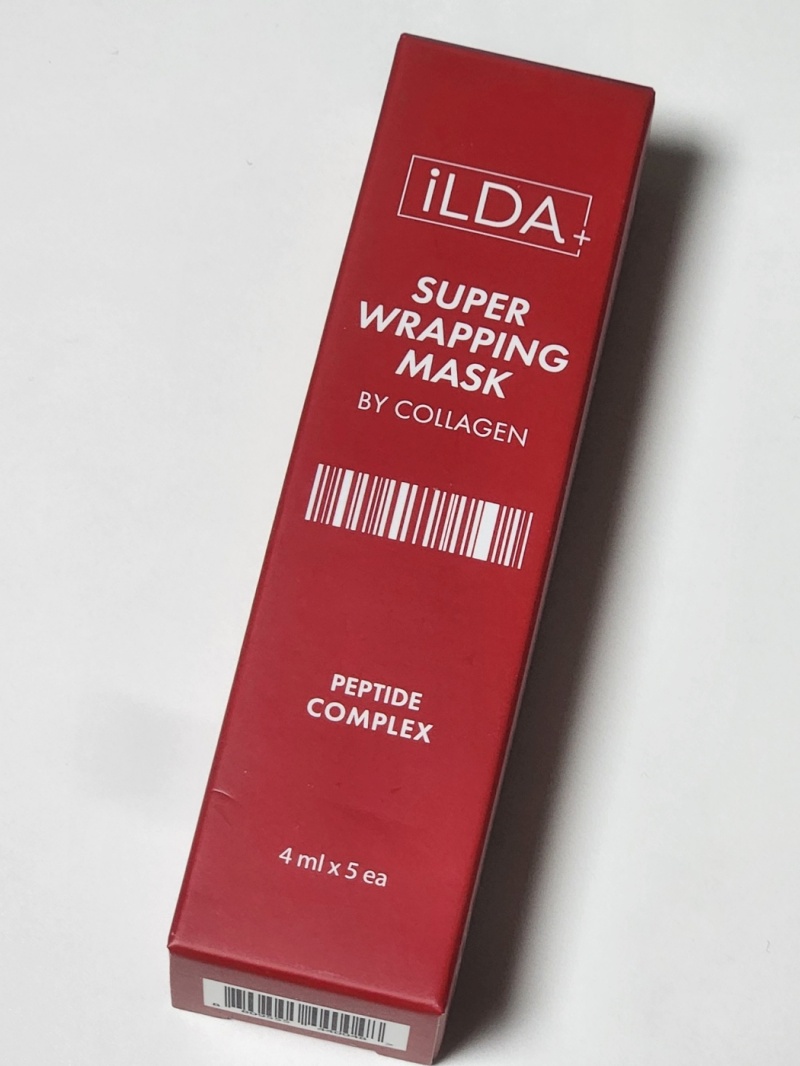 iLDA+
SUPER
WRAPPING
MASK
BY COLLAGEN
PEPTIDE
COMPLEX
4 ml x 5 ea